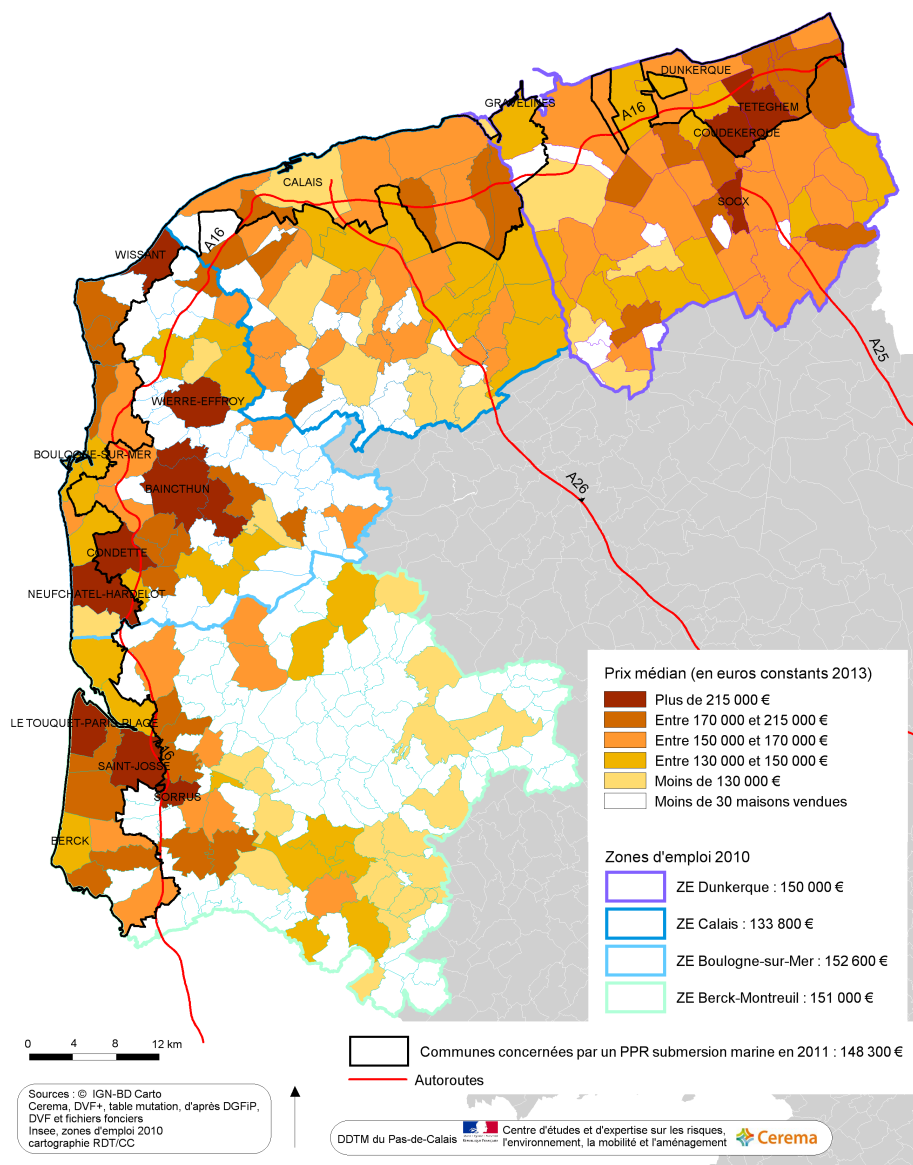 DUNKERQUE
GRAVELINES
A16
TETEGHEM
COUDEKERQUE
CALAIS
SOCX
A16
WISSANT
A25
WIERRE-EFFROY
BOULOGNE-SUR-MER
BAINCTHUN
A26
CONDETTE
NEUFCHATEL-HARDELOT
LE TOUQUET-PARIS-PLAGE
A16
SAINT-JOSSE
SORRUS
BERCK
Prix médian (en euros constants 2013)
Plus de 215 000 €
Entre 170 000 et 215 000 €
Entre 150 000 et 170 000 €
Entre 130 000 et 150 000 €
Moins de 130 000 €
Moins de 30 maisons vendues
Zones d'emploi 2010
ZE Dunkerque : 150 000 €
ZE Calais : 133 800 €
ZE Boulogne-sur-Mer : 152 600 €
ZE Berck-Montreuil : 151 000 €
0 4 8 12 km
Communes concernées par un PPR submersion marine en 2011 : 148 300 €
Autoroutes
Sources : © IGN-BD Carto
Cerema, DVF+, table mutation, d'après DGFiP,
DVF et fichiers fonciers
Insee, zones d'emploi 2010
cartographie RDT/CC
DDTM du Pas-de-Calais
Centre d'études et d'expertise sur les risques,
l'environnement, la mobilité et l'aménagement
Cerema